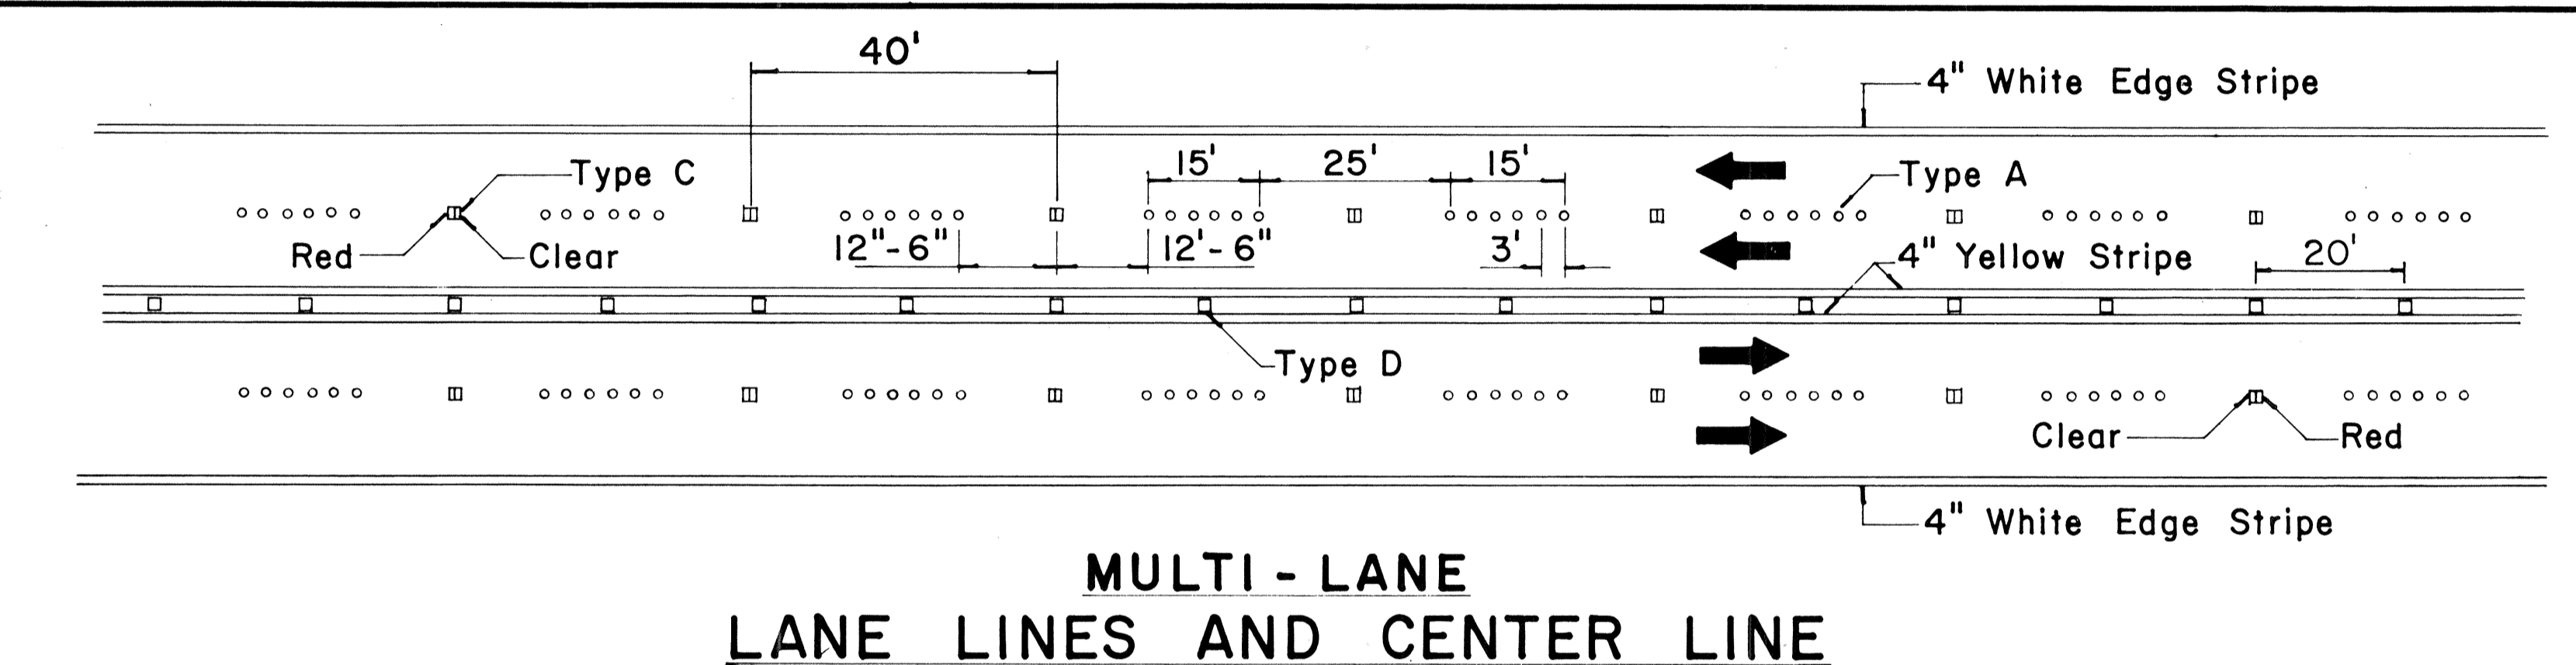 40'
4" White Edge Stripe
15'
25'
15'
Type C
Type A
Red
Clear
12"-6"
12'-6"
3'
4" Yellow Stripe
20'
Type D
Clear
Red
4" White Edge Stripe
MULTI-LANE
LANE LINES AND CENTER LINE